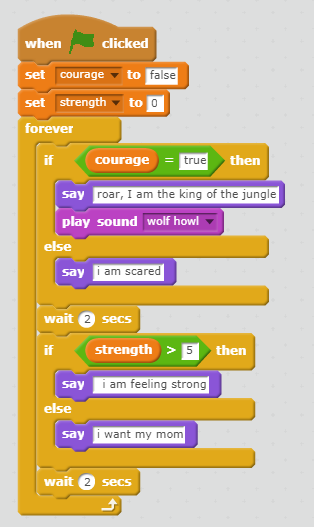 when clicked
set courage to false
set strength to 0
forever
if courage = true then
say roar, I am the king of the jungle
play sound wolf howl
else
say i am scared
wait 2 secs
if strength > 5 then
say i am feeling strong
else
say i want my mom
wait 2 secs